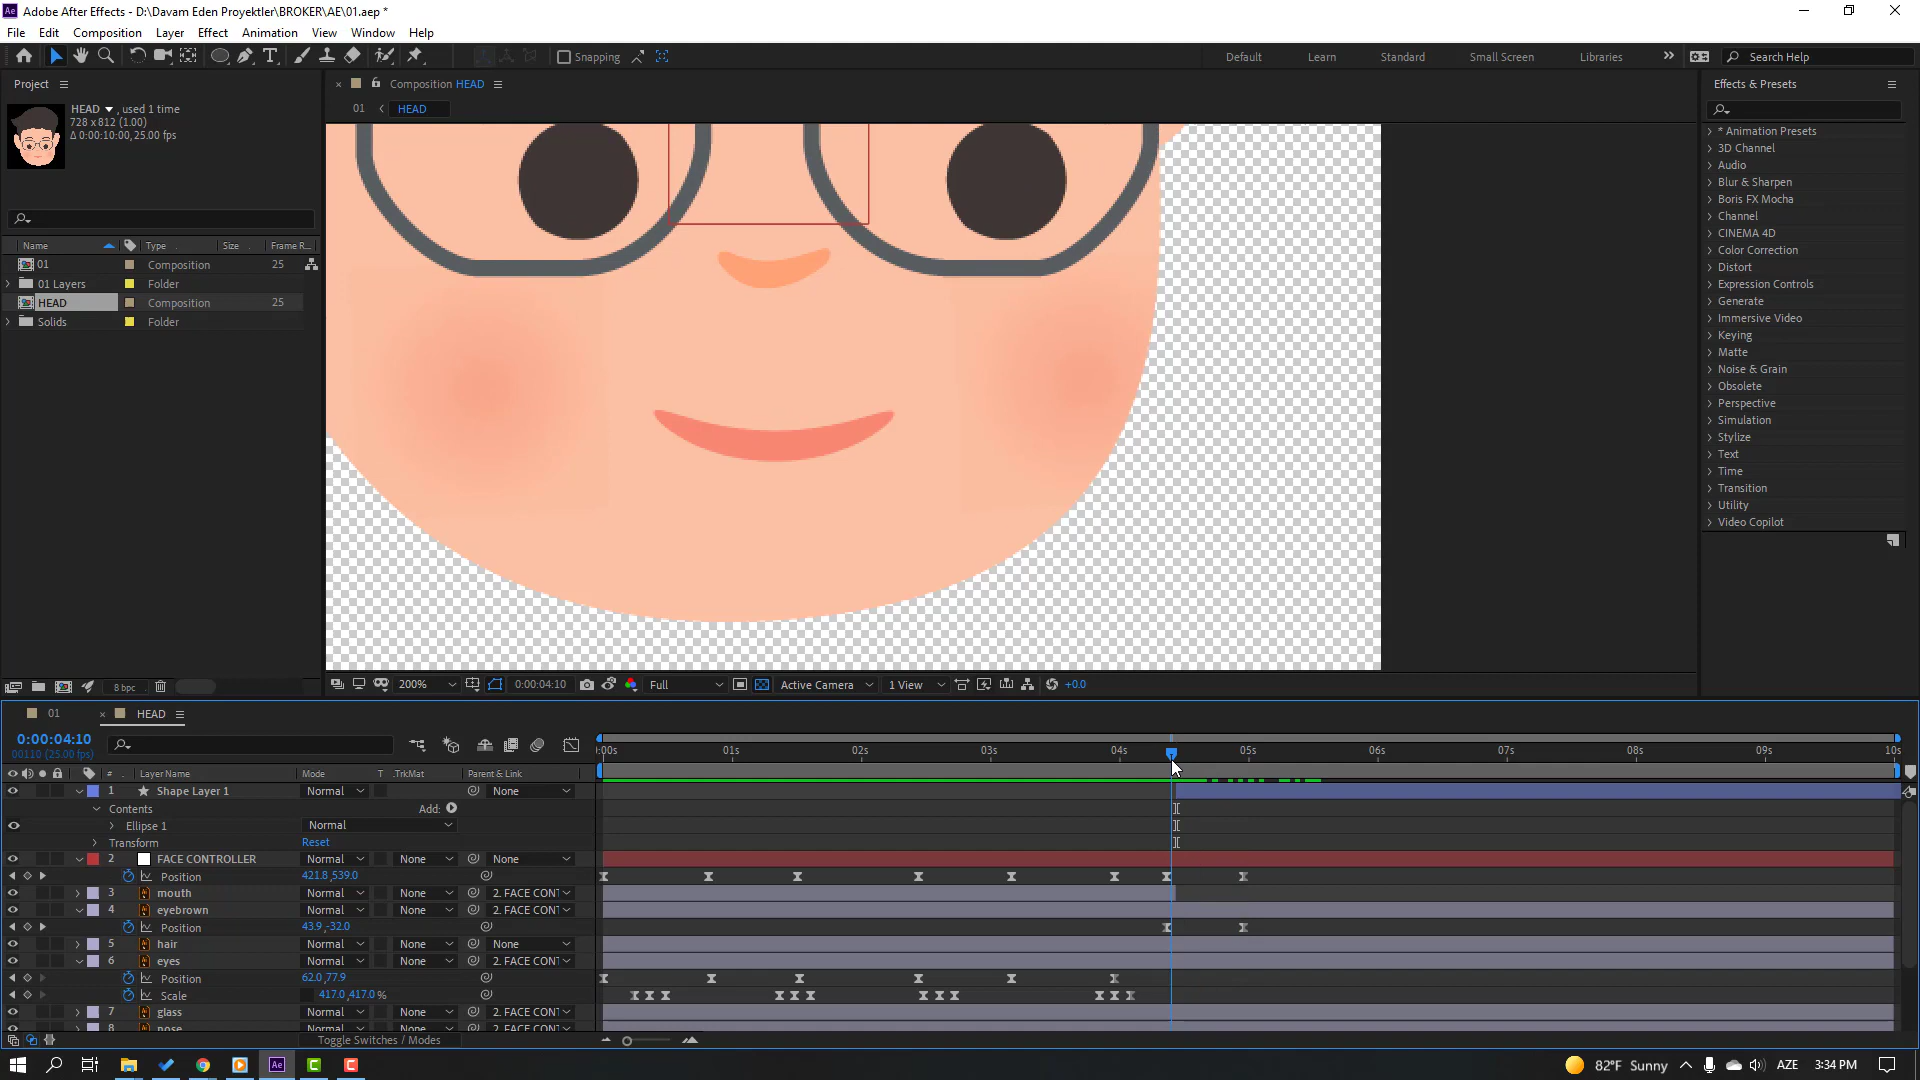 Adobe After Effects - D:\Davam Eden Proyektler\BROKER\AE\01.aep *
File Edit Composition Layer Effect Animation View Window Help
Snapping Default Learn Standard Small Screen Libraries Search Help
Project
HEAD , used 1 time
728 x 812 (1.00)
Δ 0:00:10:00, 25.00 fps
Name Type Size Frame R...
01 Composition 25
01 Layers Folder
HEAD Composition 25
Solids Folder
8 bpc
Composition HEAD
01 HEAD
200% 0:00:04:10 Full Active Camera 1 View +0.0
Effects & Presets
* Animation Presets
3D Channel
Audio
Blur & Sharpen
Boris FX Mocha
Channel
CINEMA 4D
Color Correction
Distort
Expression Controls
Generate
Immersive Video
Keying
Matte
Noise & Grain
Obsolete
Perspective
Simulation
Stylize
Text
Time
Transition
Utility
Video Copilot
01 HEAD
0:00:04:10
00110 (25.00 fps)
:00s 01s 02s 03s 04s 05s 06s 07s 08s 09s 10s
# Layer Name Mode T .TrkMat Parent & Link
1 Shape Layer 1 Normal None
Contents Add:
Ellipse 1 Normal
Transform Reset
2 FACE CONTROLLER Normal None None
Position 421.8,539.0
3 mouth Normal None 2. FACE CONT
4 eyebrown Normal None 2. FACE CONT
Position 43.9,-32.0
5 hair Normal None None
6 eyes Normal None 2. FACE CONT
Position 62.0,77.9
Scale 417.0,417.0%
7 glass Normal None 2. FACE CONT
8 nose Normal None 2. FACE CONT
Toggle Switches / Modes
82°F Sunny AZE 3:34 PM